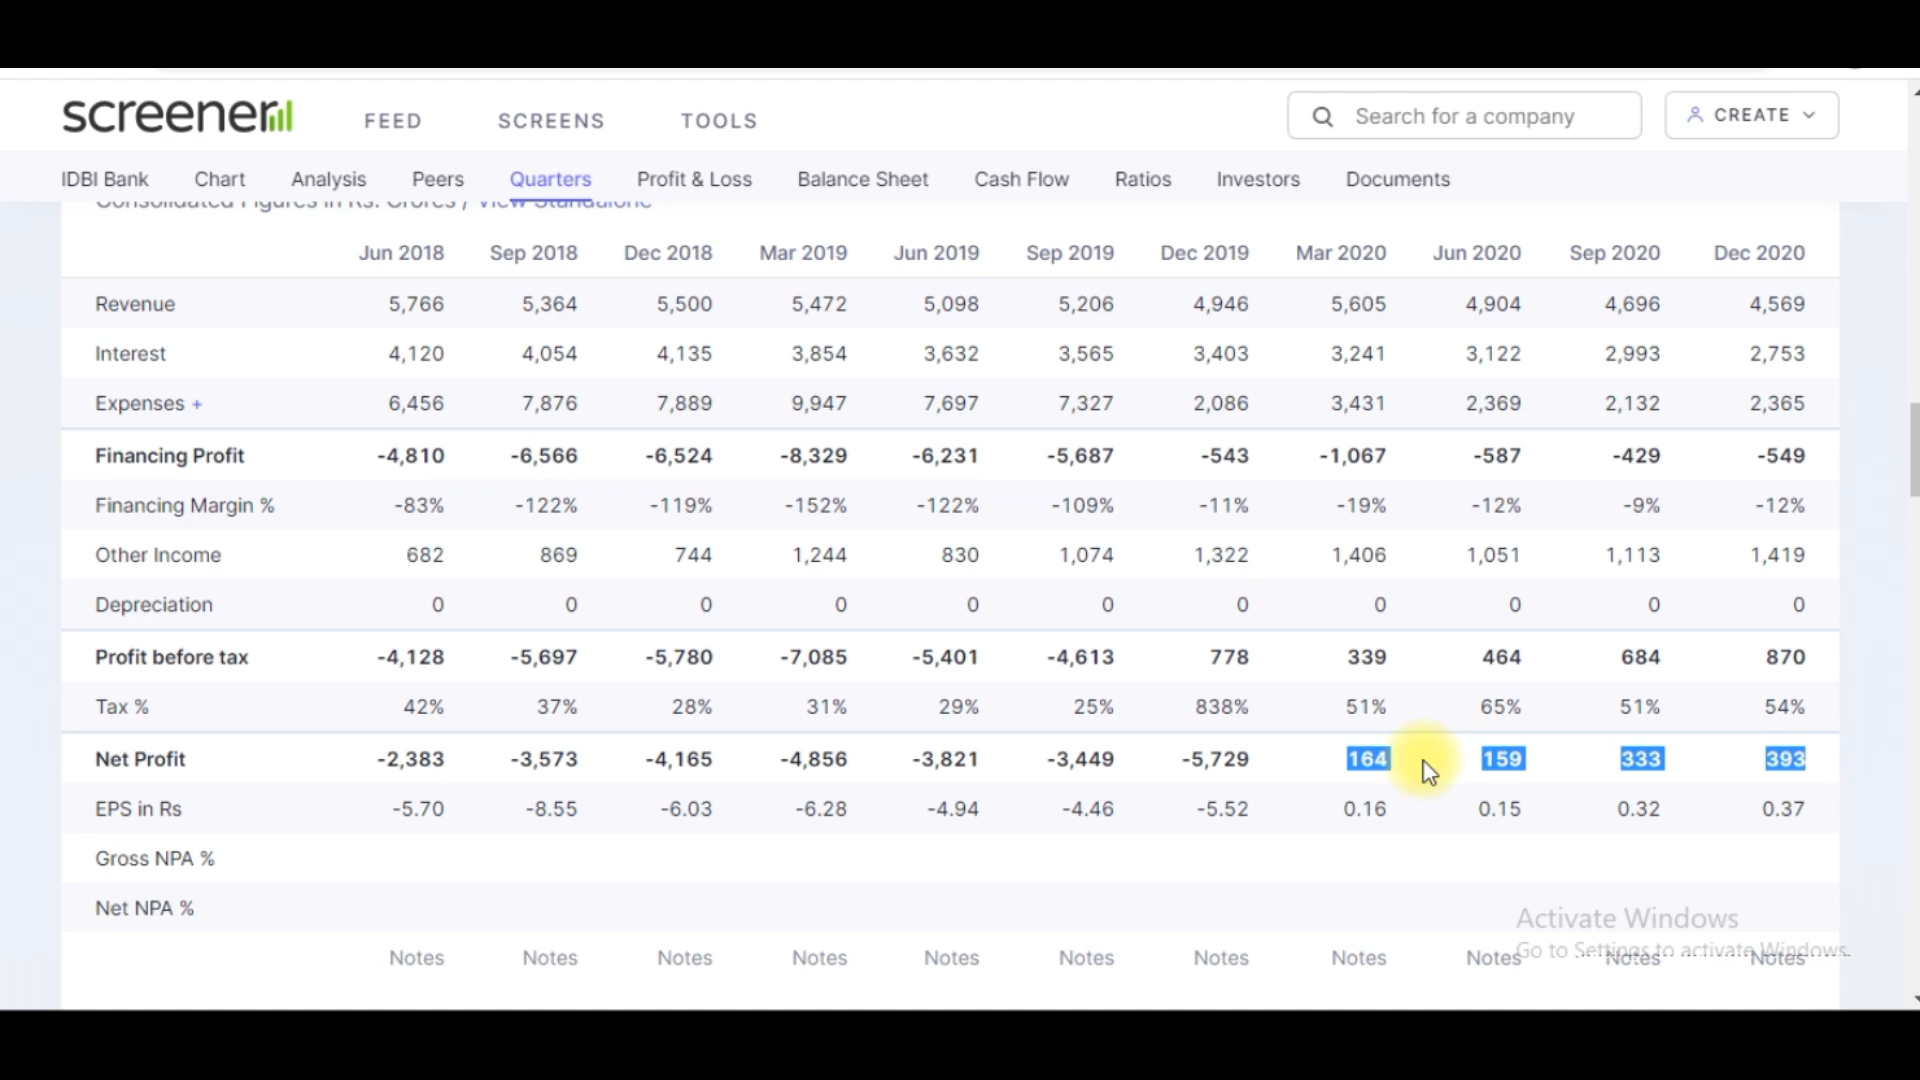 screener FEED SCREENS TOOLS Search for a company CREATE
IDBI Bank Chart Analysis Peers Quarters Profit & Loss Balance Sheet Cash Flow Ratios Investors Documents
Consolidated Figures in Rs. Crores / View Standalone
Jun 2018 Sep 2018 Dec 2018 Mar 2019 Jun 2019 Sep 2019 Dec 2019 Mar 2020 Jun 2020 Sep 2020 Dec 2020
Revenue 5,766 5,364 5,500 5,472 5,098 5,206 4,946 5,605 4,904 4,696 4,569
Interest 4,120 4,054 4,135 3,854 3,632 3,565 3,403 3,241 3,122 2,993 2,753
Expenses + 6,456 7,876 7,889 9,947 7,697 7,327 2,086 3,431 2,369 2,132 2,365
Financing Profit -4,810 -6,566 -6,524 -8,329 -6,231 -5,687 -543 -1,067 -587 -429 -549
Financing Margin % -83% -122% -119% -152% -122% -109% -11% -19% -12% -9% -12%
Other Income 682 869 744 1,244 830 1,074 1,322 1,406 1,051 1,113 1,419
Depreciation 0 0 0 0 0 0 0 0 0 0 0
Profit before tax -4,128 -5,697 -5,780 -7,085 -5,401 -4,613 778 339 464 684 870
Tax % 42% 37% 28% 31% 29% 25% 838% 51% 65% 51% 54%
Net Profit -2,383 -3,573 -4,165 -4,856 -3,821 -3,449 -5,729 164 159 333 393
EPS in Rs -5.70 -8.55 -6.03 -6.28 -4.94 -4.46 -5.52 0.16 0.15 0.32 0.37
Gross NPA %
Net NPA %
Activate Windows
Go to Settings to activate Windows.
Notes Notes Notes Notes Notes Notes Notes Notes Notes Notes Notes